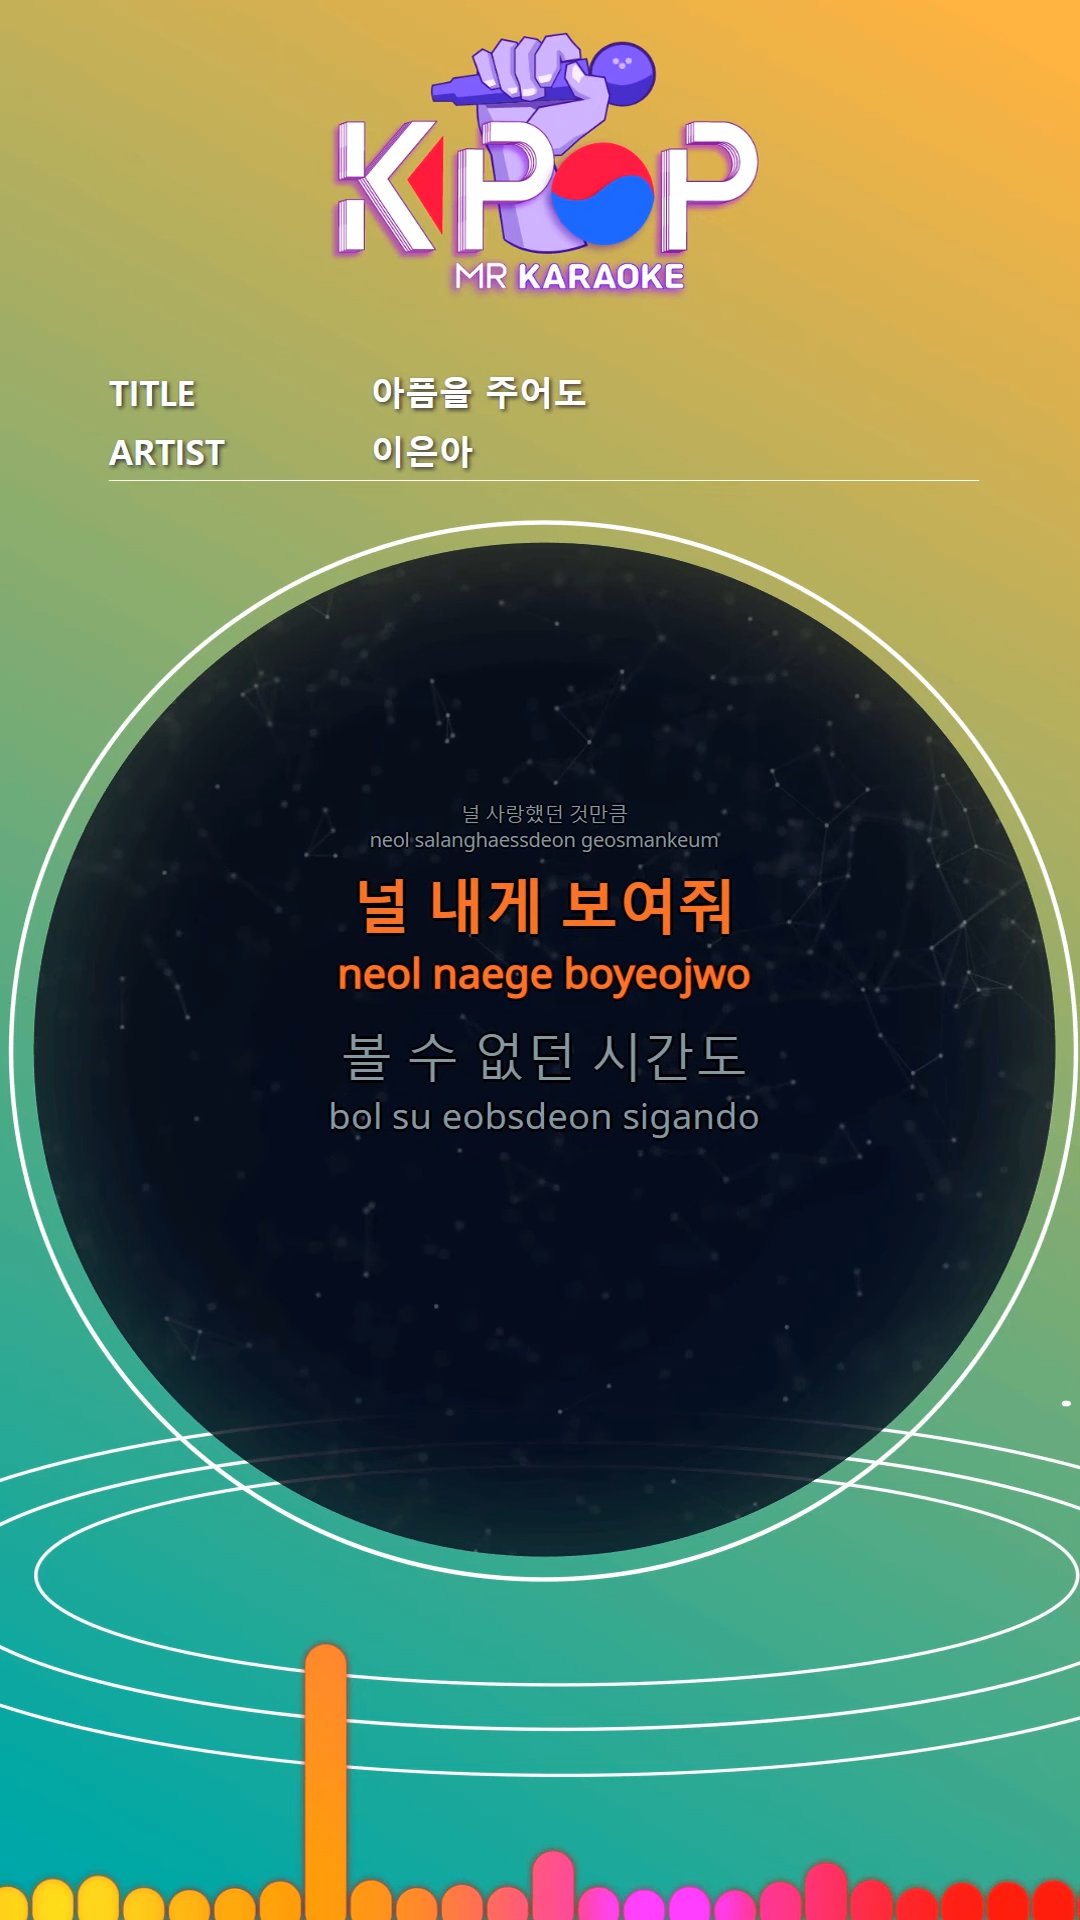 KPOP
MR KARAOKE
TITLE 아픔을 주어도
ARTIST 이은아
널 사랑했던 것만큼
neol salanghaessdeon geosmankeum
널 내게 보여줘
neol naege boyeojwo
볼 수 없던 시간도
bol su eobsdeon sigando